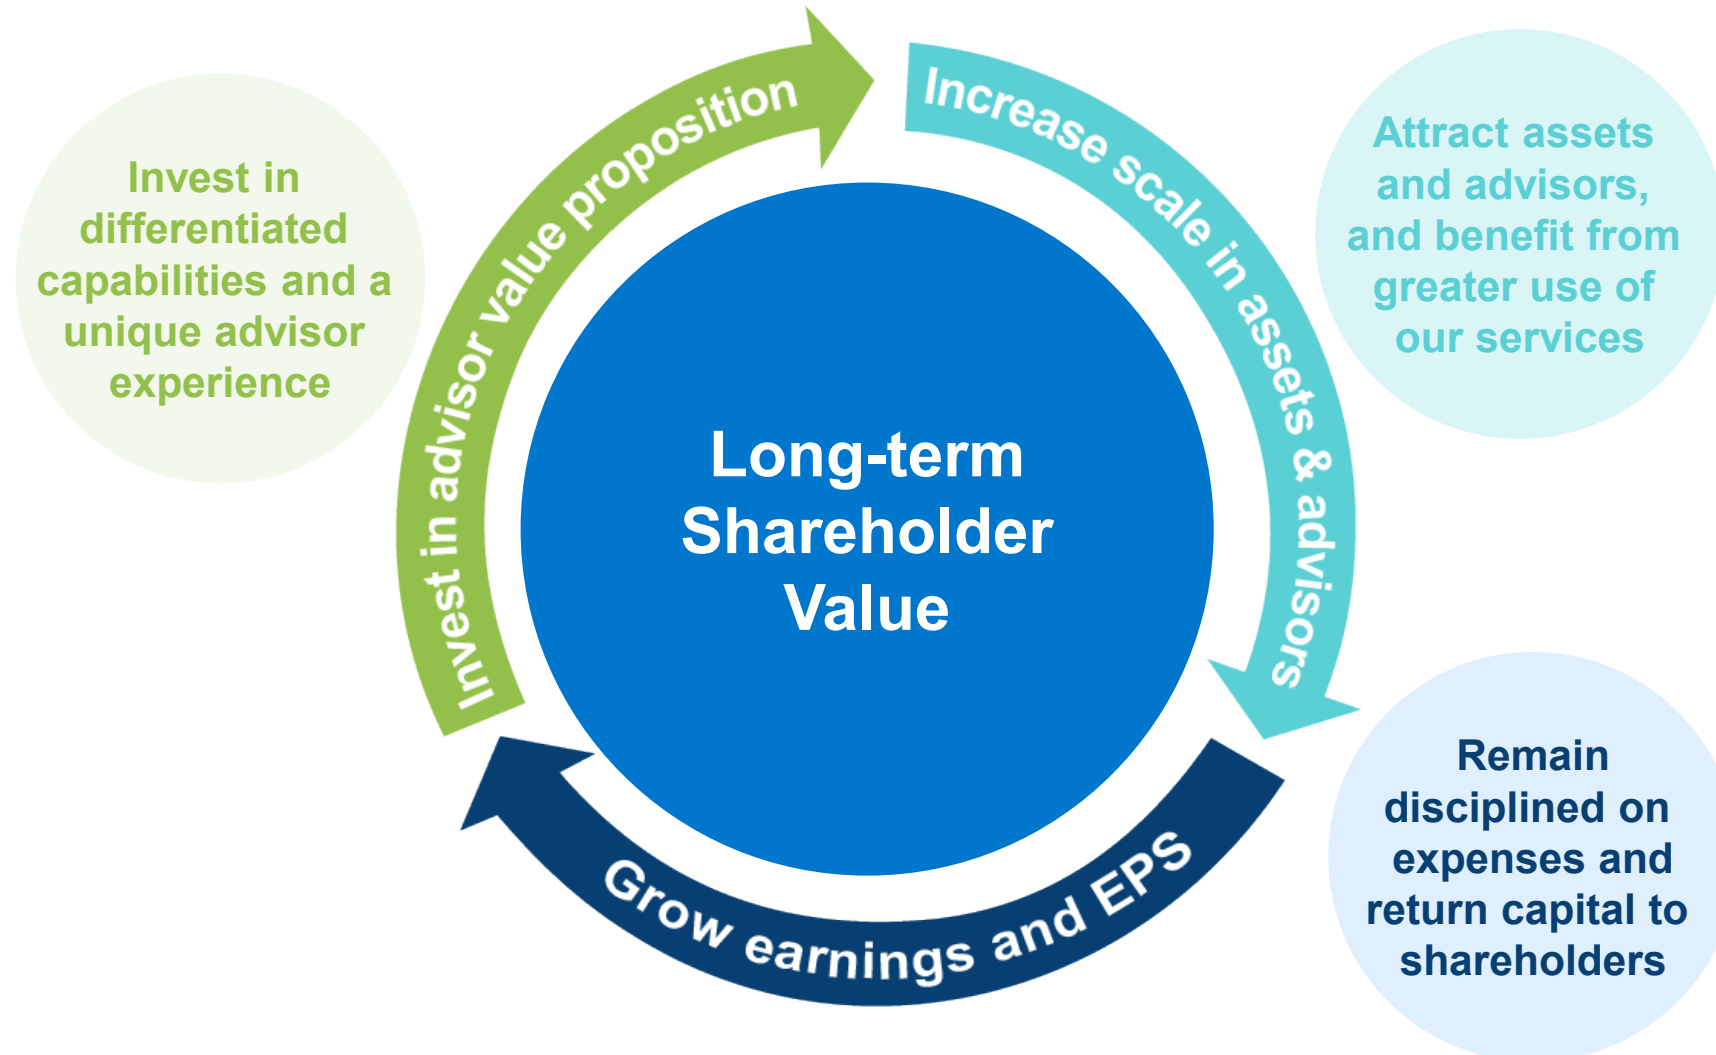 Invest in
differentiated
capabilities and a
unique advisor
experience
Invest in advisor value proposition
Increase scale in assets & advisors
Attract assets
and advisors,
and benefit from
greater use of
our services
Long-term
Shareholder
Value
Grow earnings and EPS
Remain
disciplined on
expenses and
return capital to
shareholders